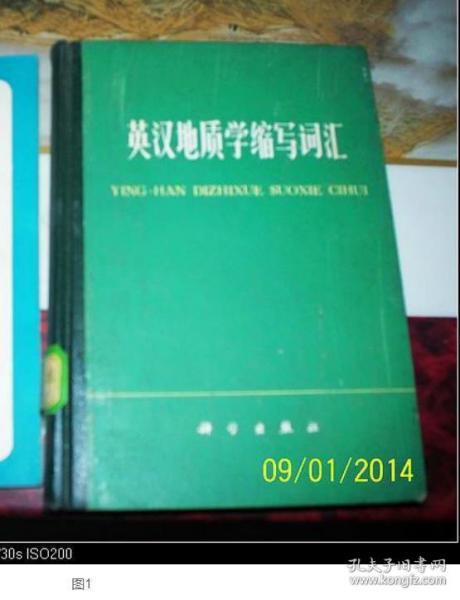 英汉地质学缩写词汇
YING-HAN DIZHIXUE SUOXIE CIHUI
科学出版社
09/01/2014
/30s ISO200
孔夫子旧书网
www.kongfz.com
图1